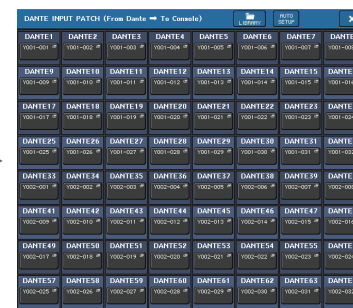 DANTE INPUT PATCH (From Dante ➡ To Console)
LIBRARY
AUTO SETUP
DANTE1 DANTE2 DANTE3 DANTE4 DANTE5 DANTE6 DANTE7
Y001-001 Y001-002 Y001-003 Y001-004 Y001-005 Y001-006 Y001-007
DANTE9 DANTE10 DANTE11 DANTE12 DANTE13 DANTE14 DANTE15
Y001-009 Y001-010 Y001-011 Y001-012 Y001-013 Y001-014 Y001-015
DANTE17 DANTE18 DANTE19 DANTE20 DANTE21 DANTE22 DANTE23
Y001-017 Y001-018 Y001-019 Y001-020 Y001-021 Y001-022 Y001-023
DANTE25 DANTE26 DANTE27 DANTE28 DANTE29 DANTE30 DANTE31
Y001-025 Y001-026 Y001-027 Y001-028 Y001-029 Y001-030 Y001-031
DANTE33 DANTE34 DANTE35 DANTE36 DANTE37 DANTE38 DANTE39
Y002-001 Y002-002 Y002-003 Y002-004 Y002-005 Y002-006 Y002-007
DANTE41 DANTE42 DANTE43 DANTE44 DANTE45 DANTE46 DANTE47
Y002-009 Y002-010 Y002-011 Y002-012 Y002-013 Y002-014 Y002-015
DANTE49 DANTE50 DANTE51 DANTE52 DANTE53 DANTE54 DANTE55
Y002-017 Y002-018 Y002-019 Y002-020 Y002-021 Y002-022 Y002-023
DANTE57 DANTE58 DANTE59 DANTE60 DANTE61 DANTE62 DANTE63
Y002-025 Y002-026 Y002-027 Y002-028 Y002-029 Y002-030 Y002-031